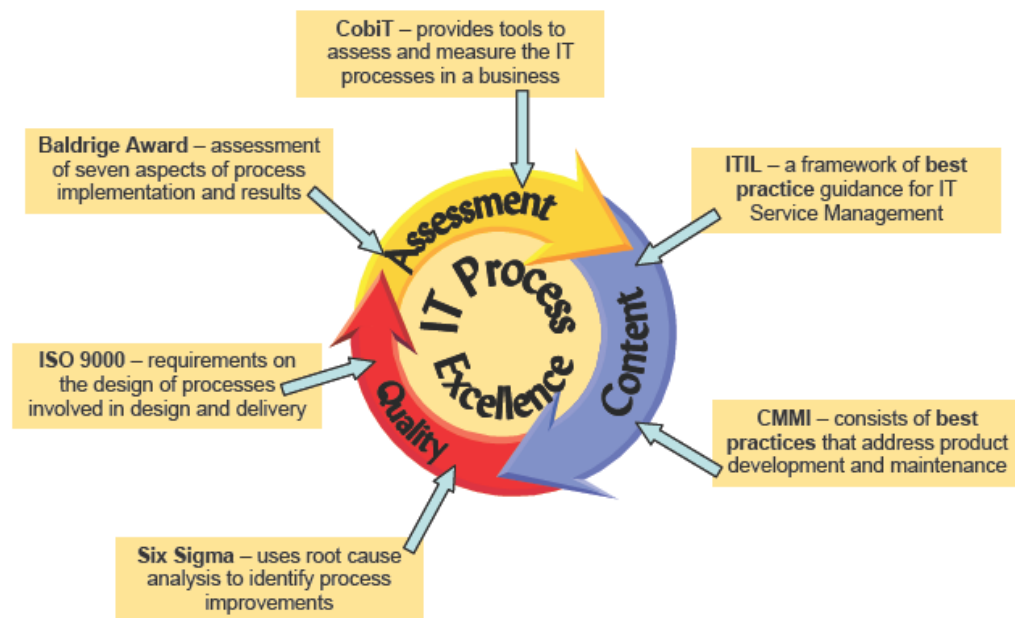 CobiT – provides tools to
assess and measure the IT
processes in a business
Baldrige Award – assessment
of seven aspects of process
implementation and results
ITIL – a framework of best
practice guidance for IT
Service Management
Assessment
IT Process
Excellence
Content
Quality
ISO 9000 – requirements on
the design of processes
involved in design and delivery
CMMI – consists of best
practices that address product
development and maintenance
Six Sigma – uses root cause
analysis to identify process
improvements